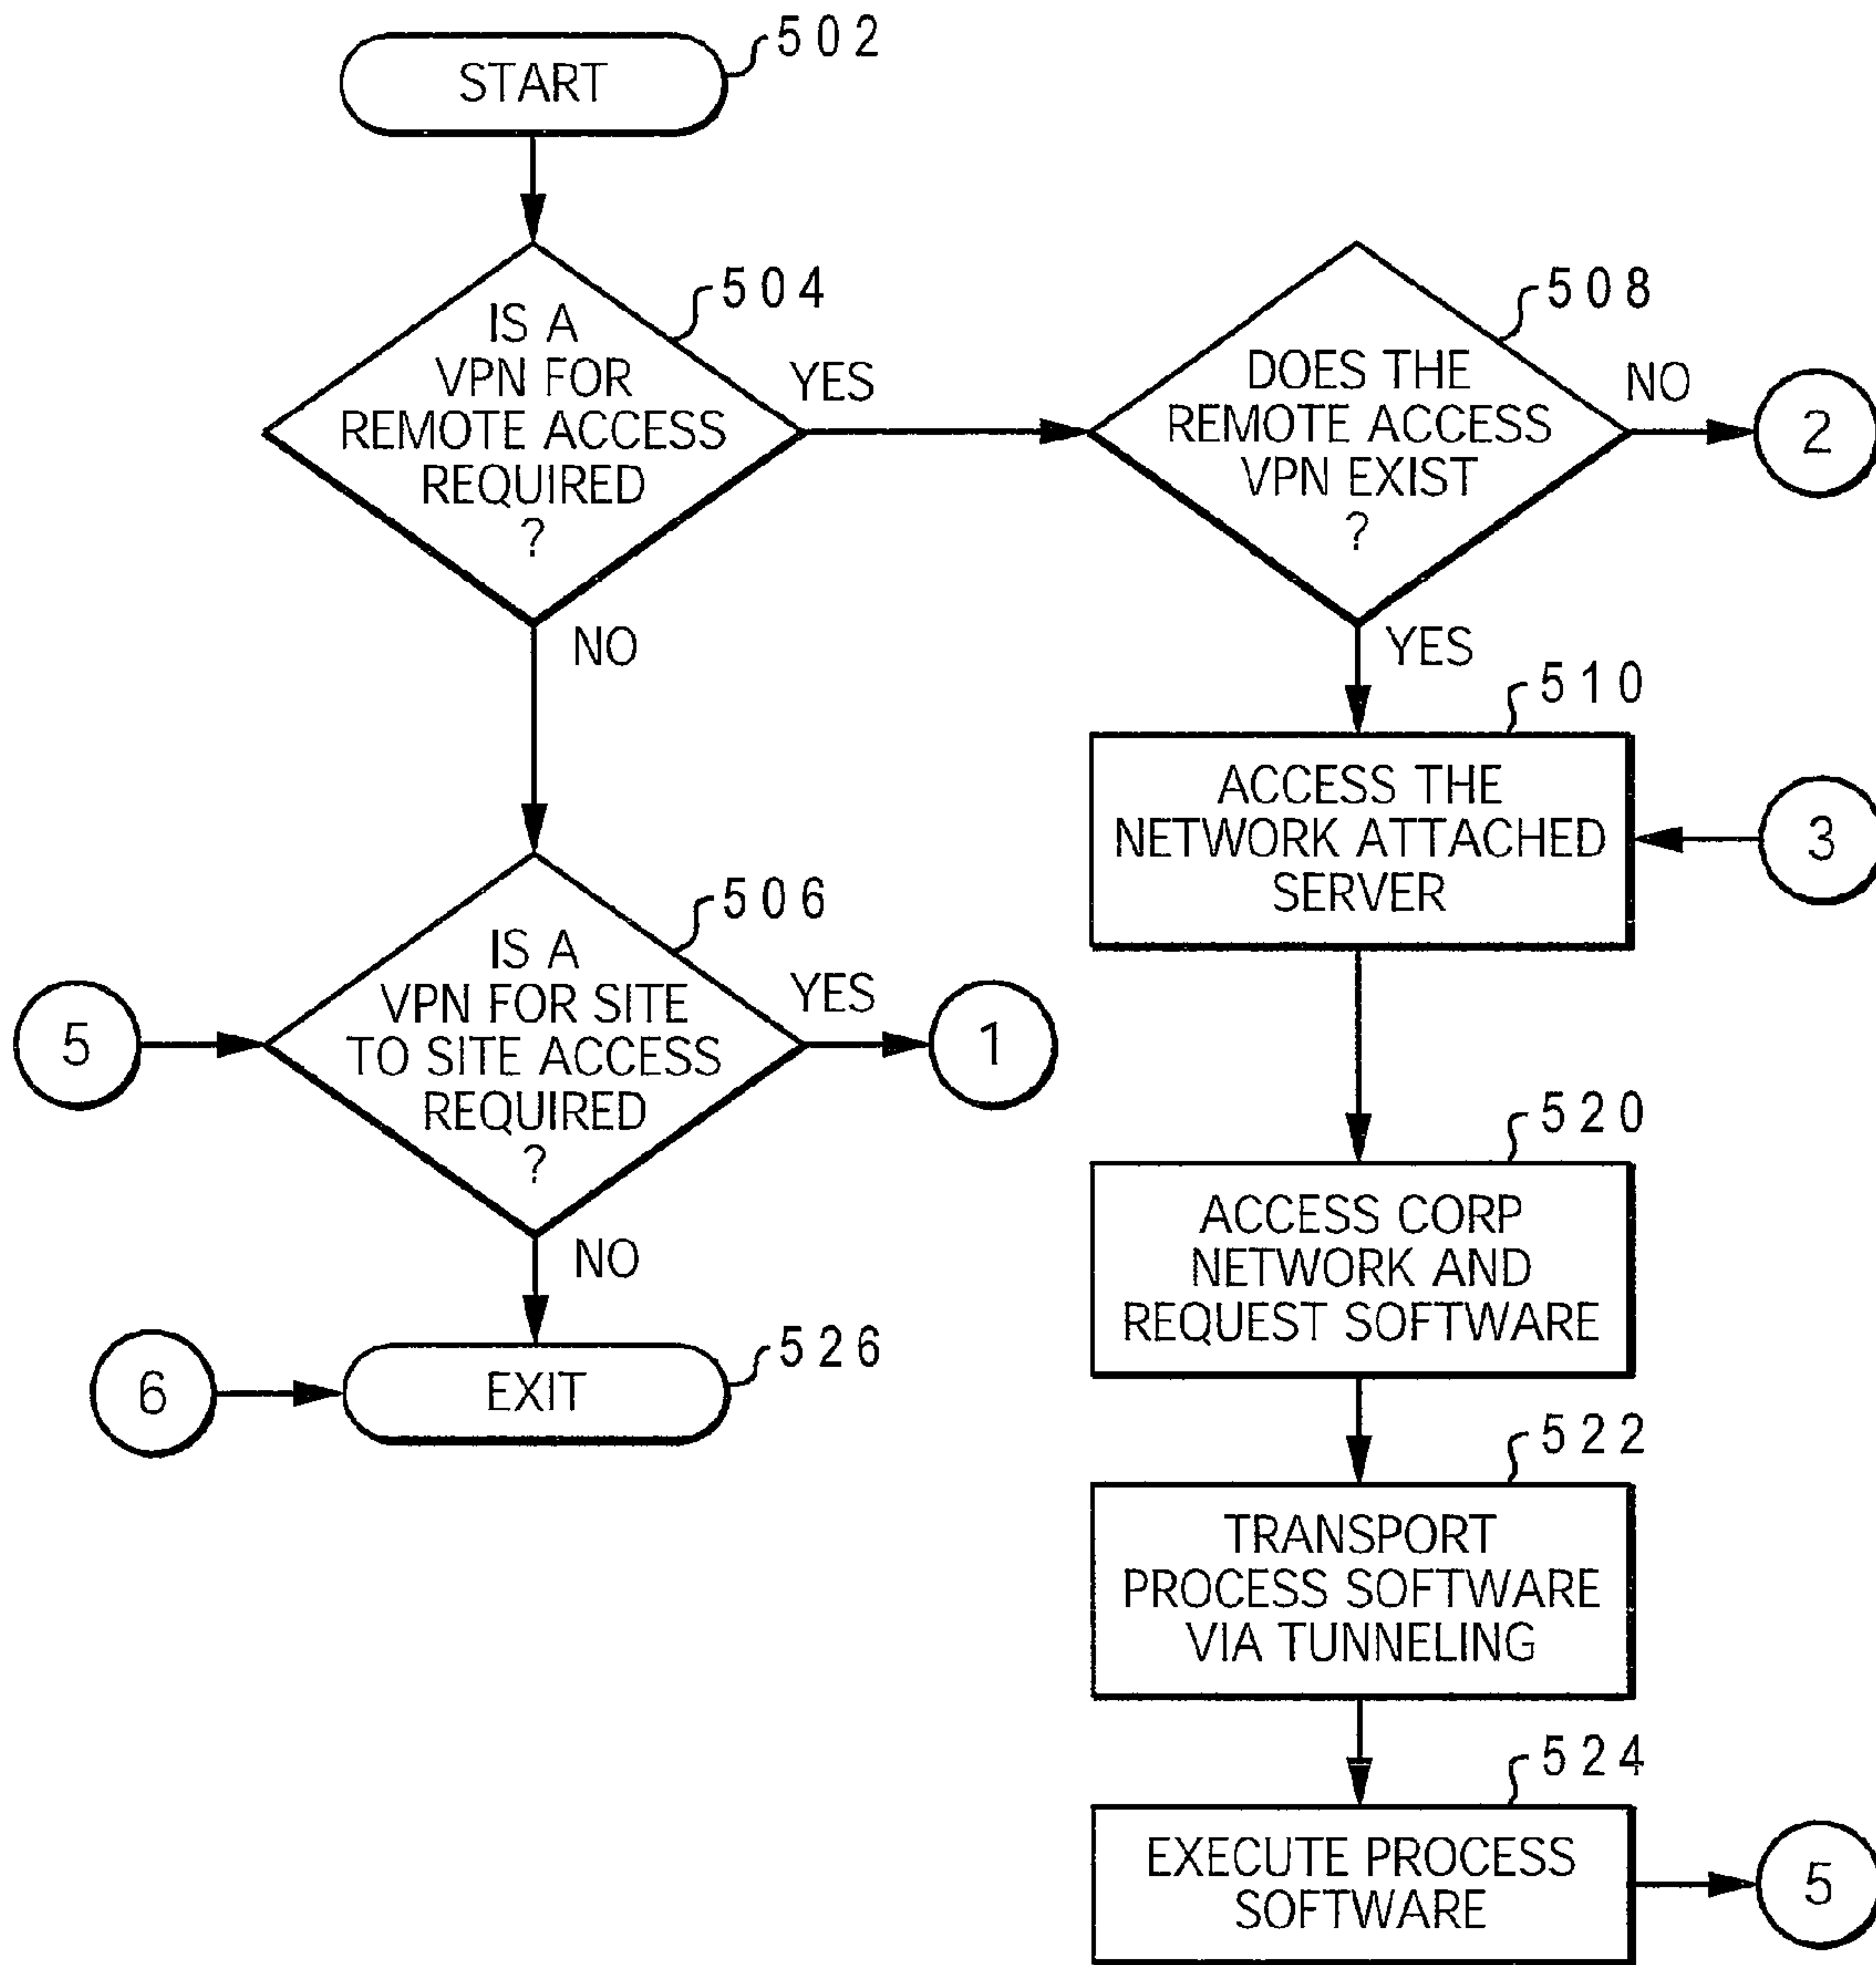 502
START
504
IS A
VPN FOR
REMOTE ACCESS
REQUIRED
?
YES
NO
508
DOES THE
REMOTE ACCESS
VPN EXIST
?
NO
2
YES
510
ACCESS THE
NETWORK ATTACHED
SERVER
3
506
IS A
VPN FOR SITE
TO SITE ACCESS
REQUIRED
?
5
YES
1
NO
526
EXIT
6
520
ACCESS CORP
NETWORK AND
REQUEST SOFTWARE
522
TRANSPORT
PROCESS SOFTWARE
VIA TUNNELING
524
EXECUTE PROCESS
SOFTWARE
5